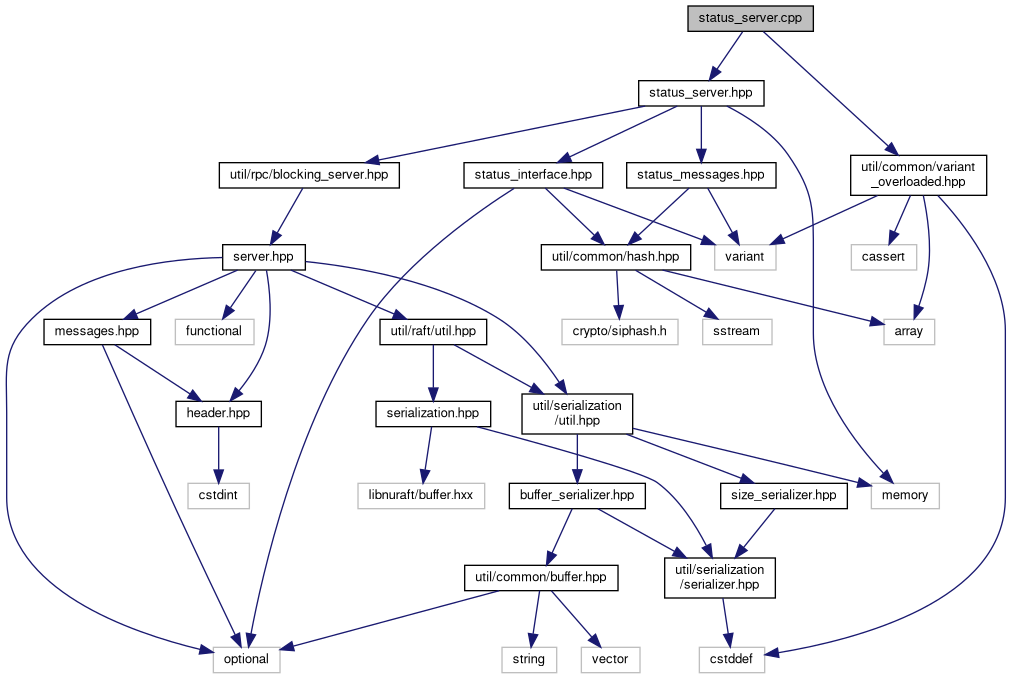 status_server.cpp
status_server.hpp
util/rpc/blocking_server.hpp
status_interface.hpp
status_messages.hpp
util/common/variant
_overloaded.hpp
server.hpp
util/common/hash.hpp
variant
cassert
messages.hpp
functional
util/raft/util.hpp
crypto/siphash.h
sstream
array
header.hpp
serialization.hpp
util/serialization
/util.hpp
cstdint
libnuraft/buffer.hxx
buffer_serializer.hpp
size_serializer.hpp
memory
util/common/buffer.hpp
util/serialization
/serializer.hpp
optional
string
vector
cstddef